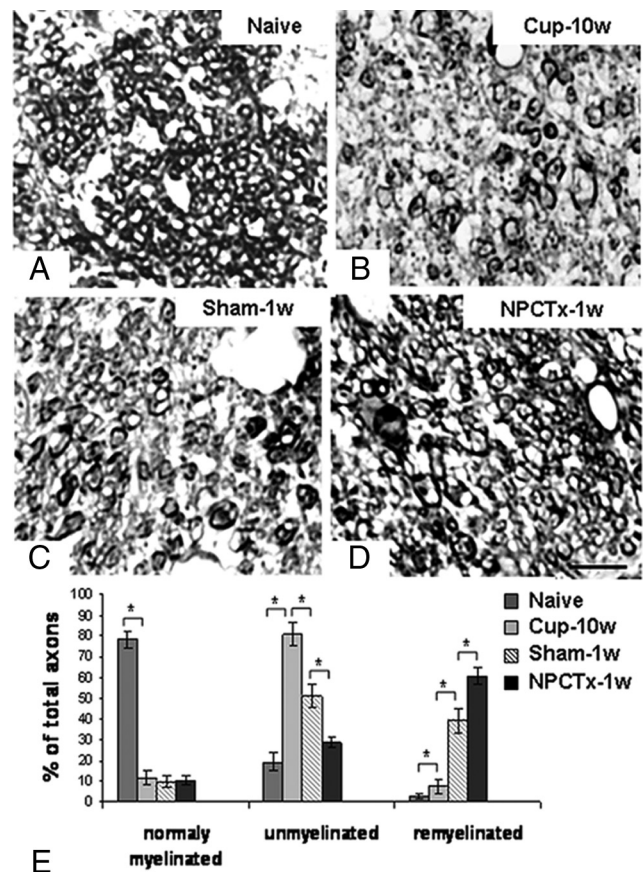 Naive
Cup-10w
A
B
Sham-1w
NPCTx-1w
C
D
% of total axons
100
90
80
70
60
50
40
30
20
10
0
*
* *
*
*
*
*
Naive
Cup-10w
Sham-1w
NPCTx-1w
normaly
myelinated
unmyelinated
remyelinated
E